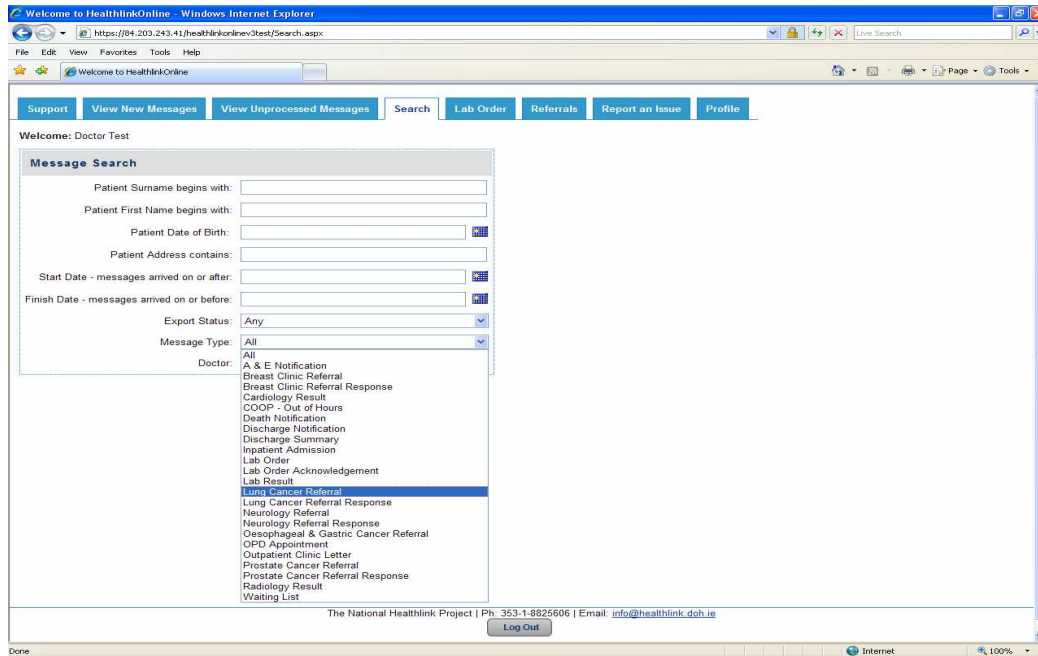 Welcome to HealthlinkOnline - Windows Internet Explorer
https://84.203.243.41/healthlinkonlinev3test/Search.aspx
Live Search
File Edit View Favorites Tools Help
Welcome to HealthlinkOnline
Page Tools
Support View New Messages View Unprocessed Messages Search Lab Order Referrals Report an Issue Profile
Welcome: Doctor Test
Message Search
Patient Surname begins with:
Patient First Name begins with:
Patient Date of Birth:
Patient Address contains:
Start Date - messages arrived on or after:
Finish Date - messages arrived on or before:
Export Status: Any
Message Type: All
Doctor:
All
A & E Notification
Breast Clinic Referral
Breast Clinic Referral Response
Cardiology Result
COOP - Out of Hours
Death Notification
Discharge Notification
Discharge Summary
Inpatient Admission
Lab Order
Lab Order Acknowledgement
Lab Result
Lung Cancer Referral
Lung Cancer Referral Response
Neurology Referral
Neurology Referral Response
Oesophageal & Gastric Cancer Referral
OPD Appointment
Outpatient Clinic Letter
Prostate Cancer Referral
Prostate Cancer Referral Response
Radiology Result
Waiting List
The National Healthlink Project | Ph: 353-1-8825606 | Email: info@healthlink.doh.ie
Log Out
Done Internet 100%